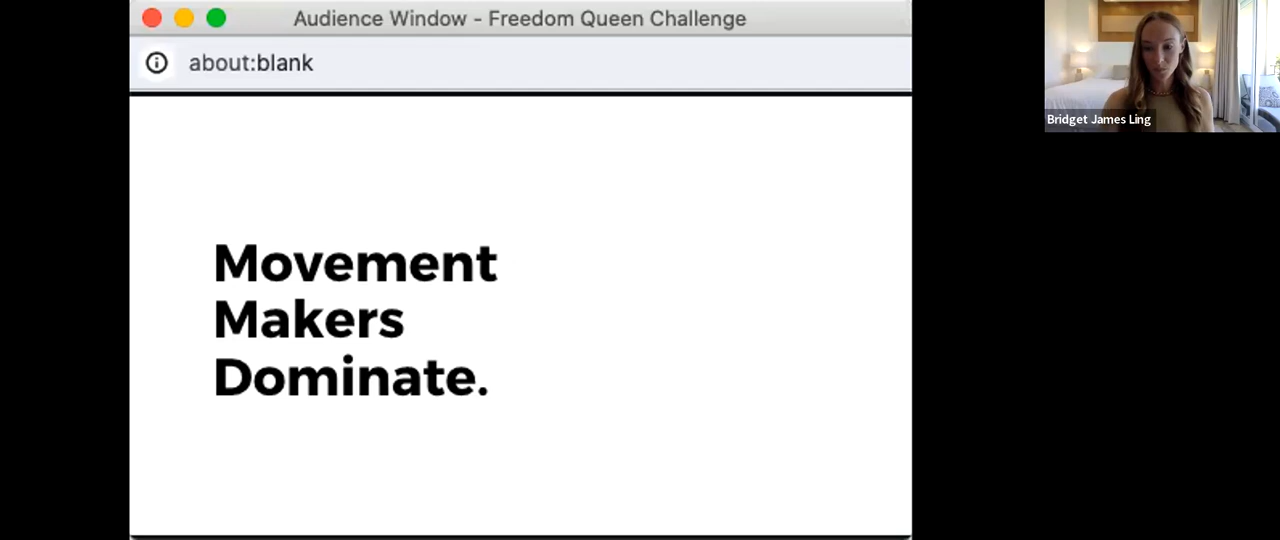 Audience Window - Freedom Queen Challenge
about:blank
Movement
Makers
Dominate.
Bridget James Ling